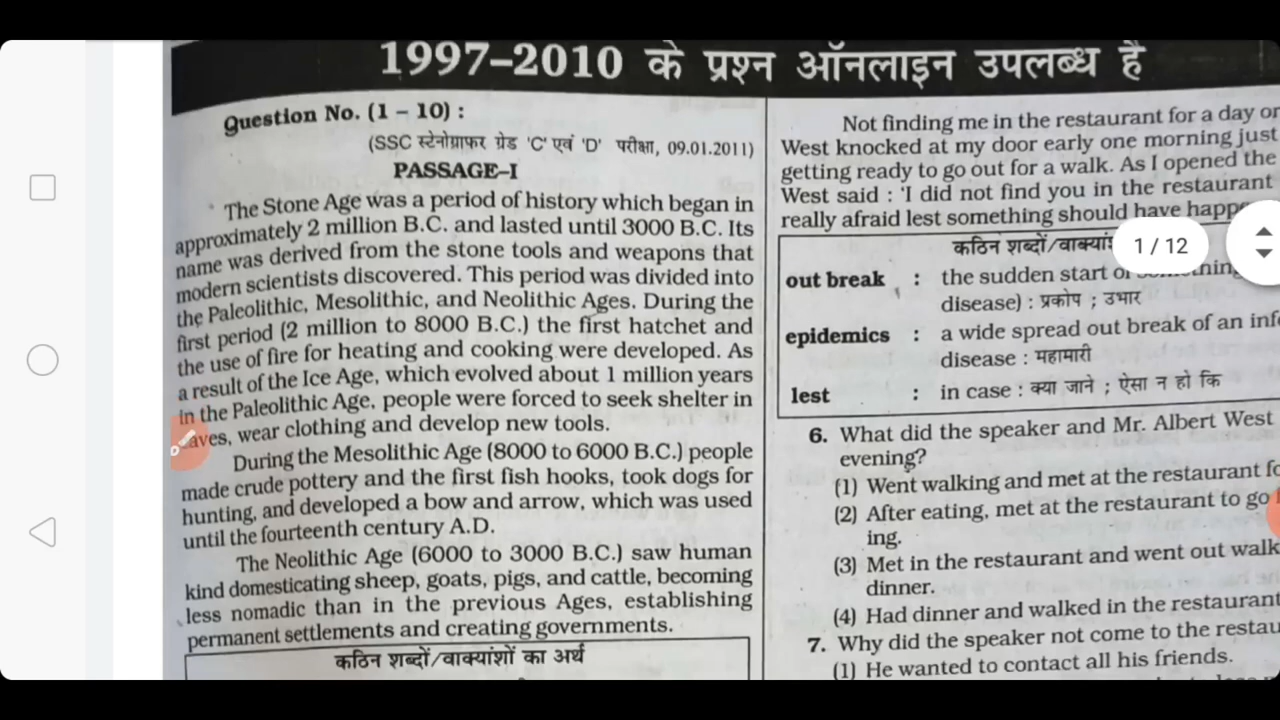 1997–2010 के प्रश्न ऑनलाइन उपलब्ध है
Question No. (1 – 10) :
(SSC स्टेनोग्राफर ग्रेड 'C' एवं 'D' परीक्षा, 09.01.2011)
PASSAGE–I
The Stone Age was a period of history which began in
approximately 2 million B.C. and lasted until 3000 B.C. Its
name was derived from the stone tools and weapons that
modern scientists discovered. This period was divided into
the Paleolithic, Mesolithic, and Neolithic Ages. During the
first period (2 million to 8000 B.C.) the first hatchet and
the use of fire for heating and cooking were developed. As
a result of the Ice Age, which evolved about 1 million years
in the Paleolithic Age, people were forced to seek shelter in
aves, wear clothing and develop new tools.
During the Mesolithic Age (8000 to 6000 B.C.) people
made crude pottery and the first fish hooks, took dogs for
hunting, and developed a bow and arrow, which was used
until the fourteenth century A.D.
The Neolithic Age (6000 to 3000 B.C.) saw human
kind domesticating sheep, goats, pigs, and cattle, becoming
less nomadic than in the previous Ages, establishing
permanent settlements and creating governments.
कठिन शब्दों/वाक्यांशों का अर्थ
Not finding me in the restaurant for a day or
West knocked at my door early one morning just
getting ready to go out for a walk. As I opened the
West said : 'I did not find you in the restaurant
really afraid lest something should have happ
कठिन शब्दों/वाक्यां
1 / 12
out break : the sudden start of
disease) : प्रकोप ; उभार
epidemics : a wide spread out break of an inf
disease : महामारी
lest : in case : क्या जाने ; ऐसा न हो कि
6. What did the speaker and Mr. Albert West
evening?
(1) Went walking and met at the restaurant fo
(2) After eating, met at the restaurant to go
ing.
(3) Met in the restaurant and went out walk
dinner.
(4) Had dinner and walked in the restaurant
7. Why did the speaker not come to the restau
(1) He wanted to contact all his friends.